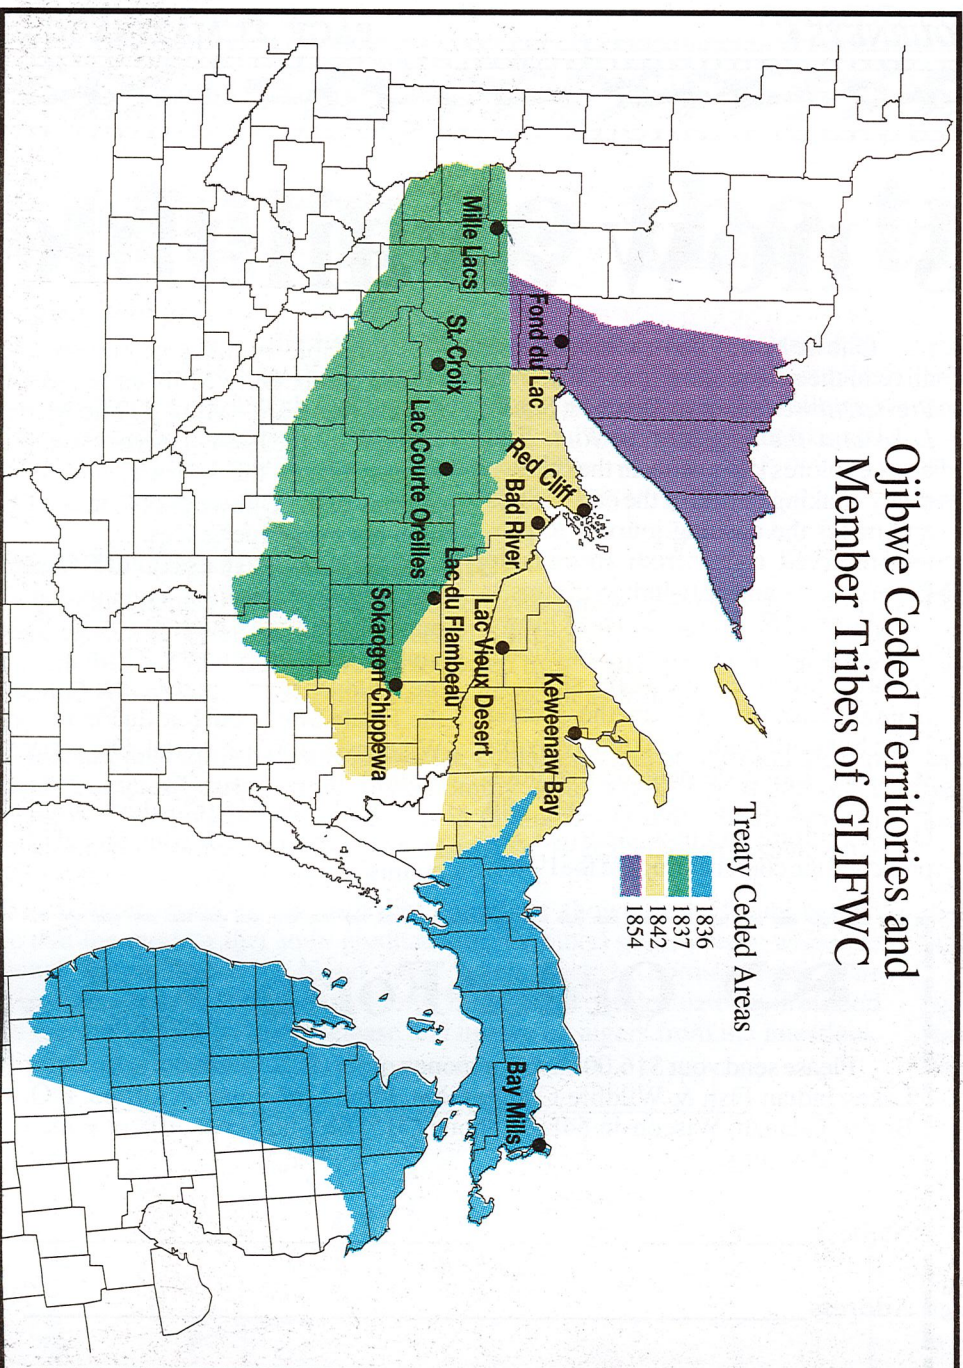 Ojibwe Ceded Territories and
Member Tribes of GLIFWC
Treaty Ceded Areas
1836
1837
1842
1854
Mille Lacs
Fond du Lac
St. Croix
Red Cliff
Bad River
Lac Courte Oreilles
Lac du Flambeau
Lac Vieux Desert
Sokaogon Chippewa
Keweenaw Bay
Bay Mills